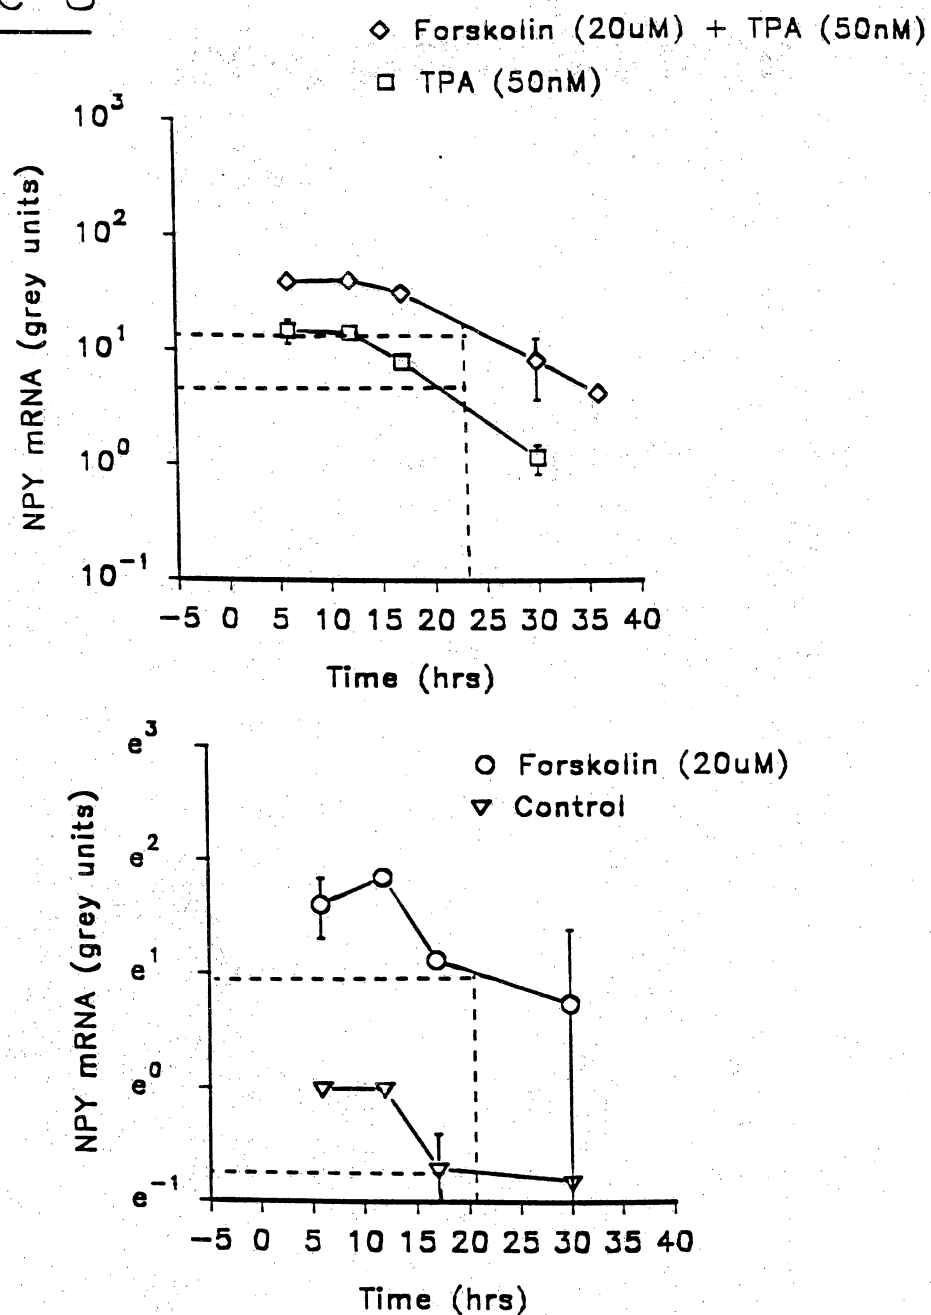 ◇ Forskolin (20uM) + TPA (50nM)
□ TPA (50nM)
NPY mRNA (grey units)
10³
10²
10¹
10⁰
10⁻¹
-5 0 5 10 15 20 25 30 35 40
Time (hrs)
○ Forskolin (20uM)
▽ Control
NPY mRNA (grey units)
e³
e²
e¹
e⁰
e⁻¹
-5 0 5 10 15 20 25 30 35 40
Time (hrs)